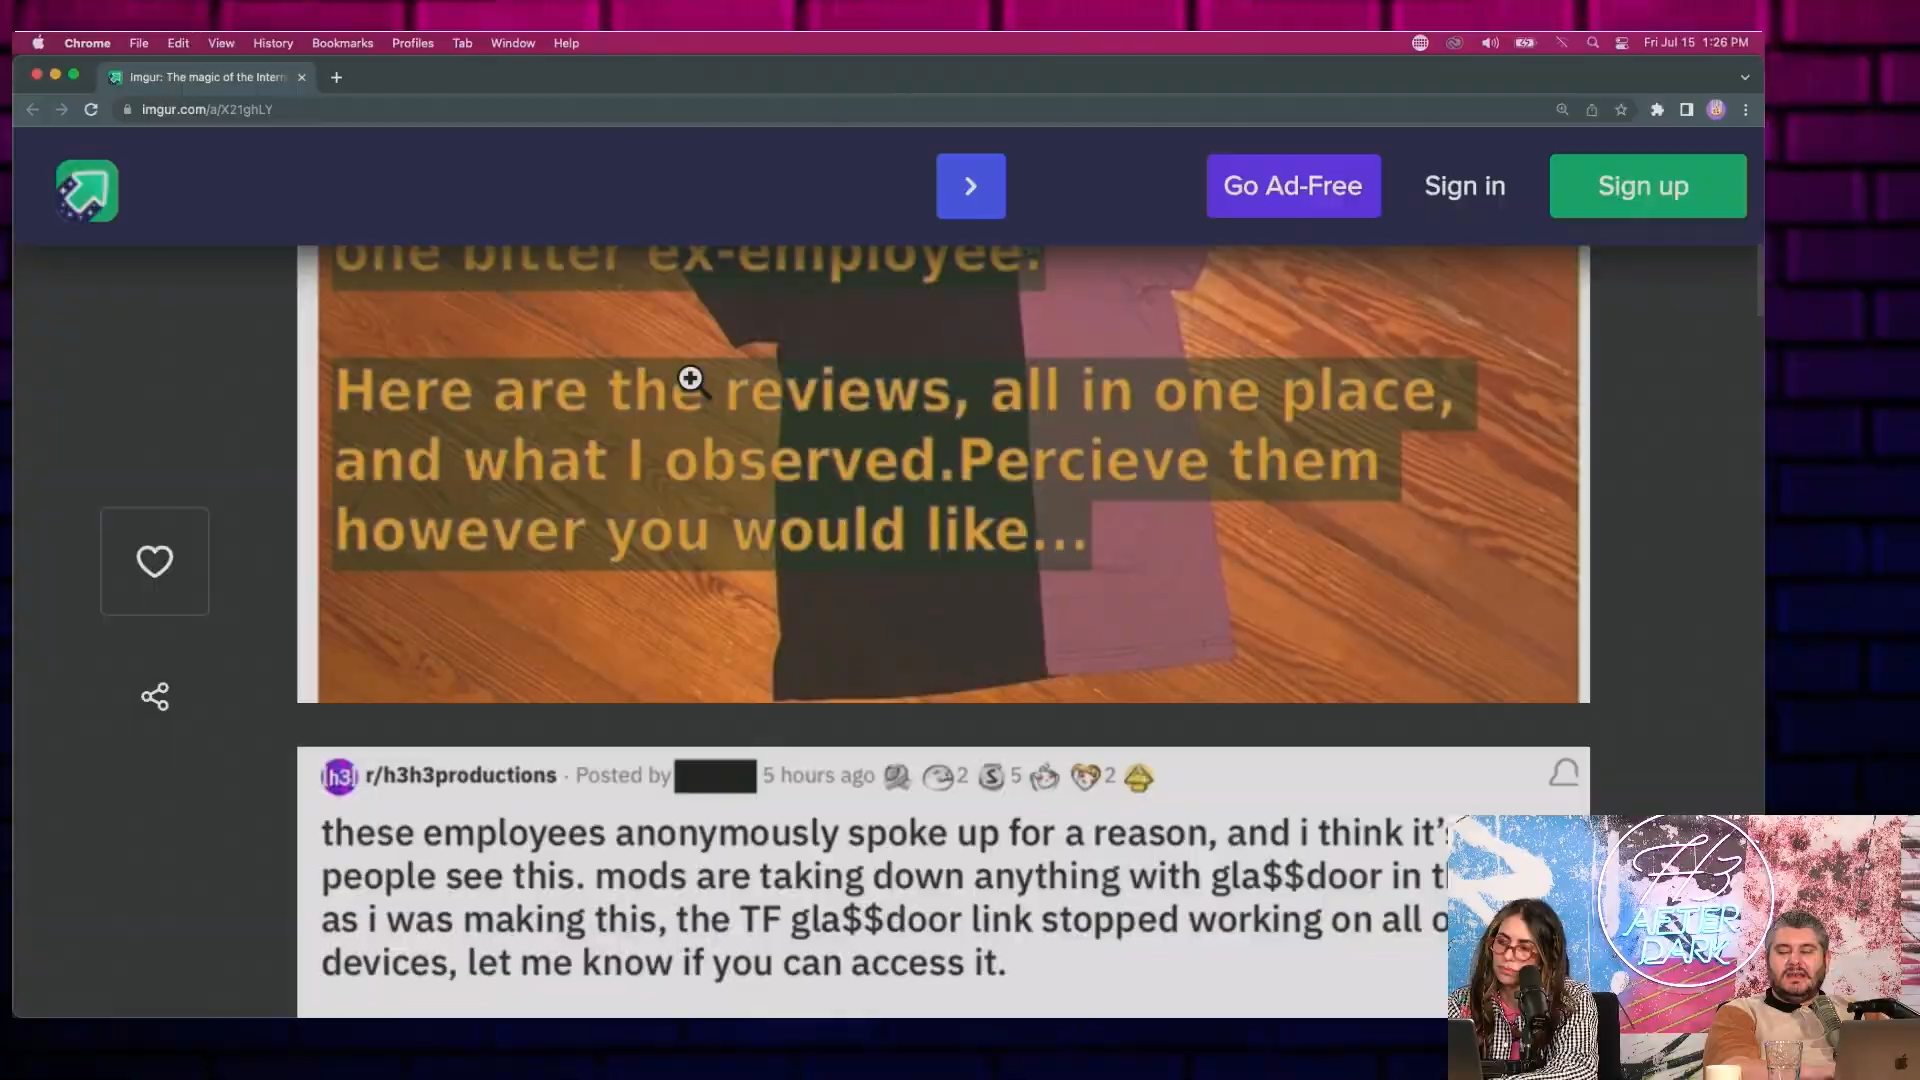 Chrome File Edit View History Bookmarks Profiles Tab Window Help Fri Jul 15 1:26 PM
Imgur: The magic of the Intern
imgur.com/a/X21ghLY
Go Ad-Free Sign in Sign up
one bitter ex-employee.
Here are the reviews, all in one place,
and what I observed.Percieve them
however you would like...
h3 r/h3h3productions · Posted by 5 hours ago 2 S 5 2
these employees anonymously spoke up for a reason, and i think it's
people see this. mods are taking down anything with gla$$door in t
as i was making this, the TF gla$$door link stopped working on all o
devices, let me know if you can access it.
H3
AFTER
DARK